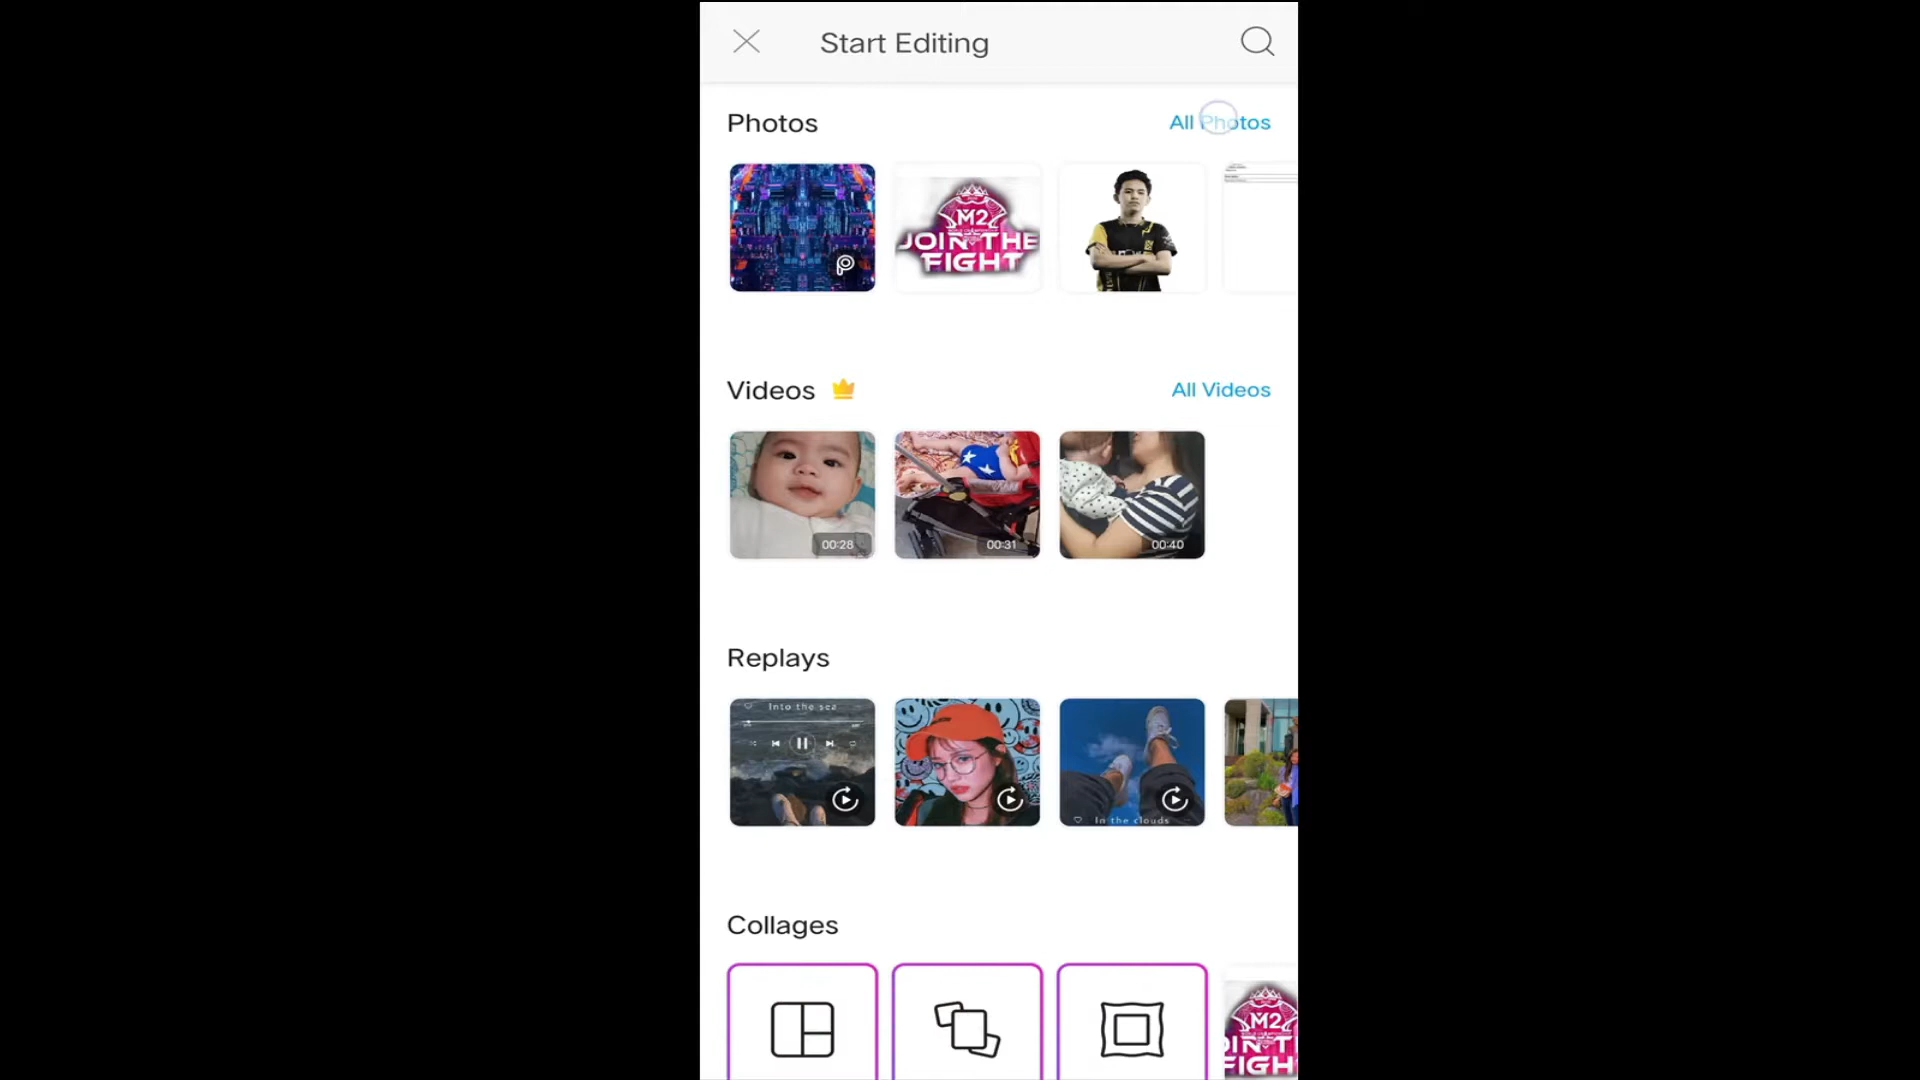 Start Editing
Photos
All Photos
M2
JOIN THE
FIGHT
Videos
All Videos
00:28
00:31
00:40
Replays
Into the sea
In the clouds
Collages
M2